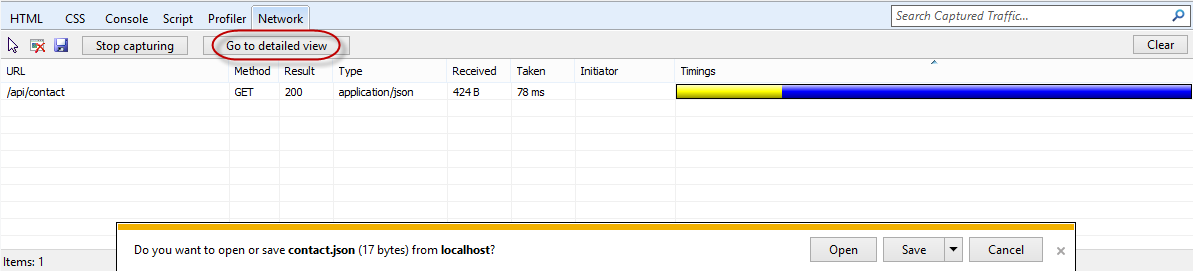 HTML CSS Console Script Profiler Network Search Captured Traffic...
Stop capturing Go to detailed view Clear
URL Method Result Type Received Taken Initiator Timings
/api/contact GET 200 application/json 424 B 78 ms
Do you want to open or save contact.json (17 bytes) from localhost? Open Save Cancel
Items: 1